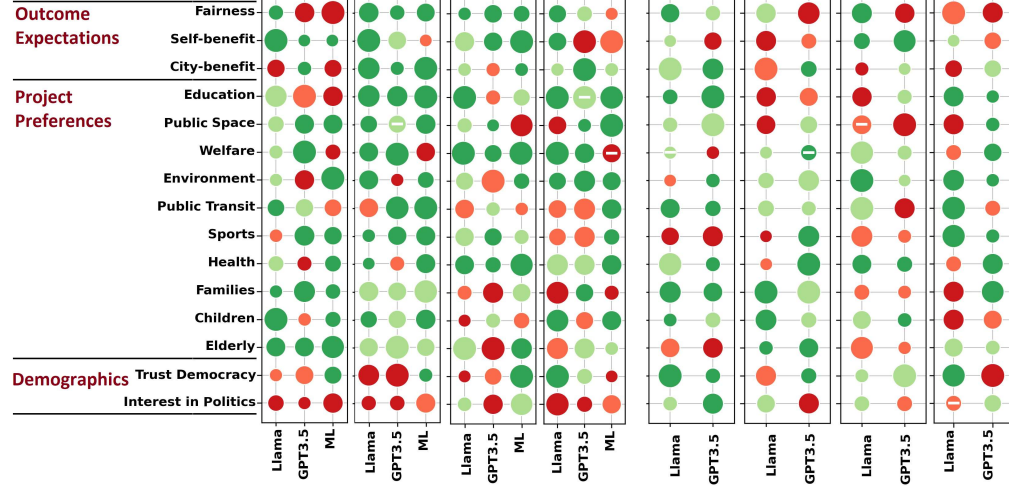 Outcome Expectations
Fairness
Self-benefit
City-benefit
Project Preferences
Education
Public Space
Welfare
Environment
Public Transit
Sports
Health
Families
Children
Elderly
Demographics
Trust Democracy
Interest in Politics
Llama GPT3.5 ML Llama GPT3.5 ML Llama GPT3.5 ML Llama GPT3.5 ML Llama GPT3.5 Llama GPT3.5 Llama GPT3.5 Llama GPT3.5